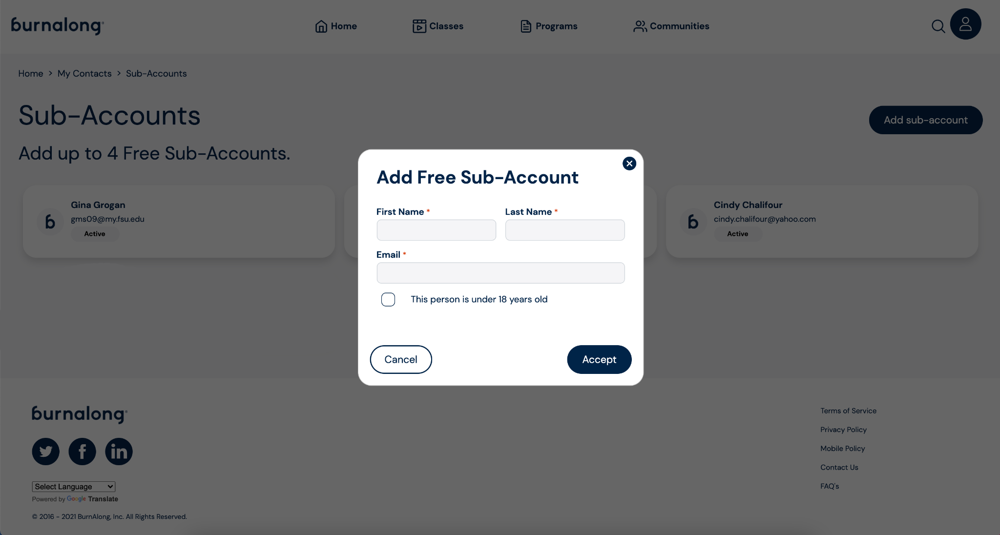 burnalong
Home
Classes
Programs
Communities
Home > My Contacts > Sub-Accounts
Sub-Accounts
Add sub-account
Add up to 4 Free Sub-Accounts.
Gina Grogan
gms09@my.fsu.edu
Active
Cindy Chalifour
cindy.chalifour@yahoo.com
Active
Add Free Sub-Account
First Name *
Last Name *
Email *
This person is under 18 years old
Cancel
Accept
burnalong
Select Language
Powered by Google Translate
© 2016 - 2021 BurnAlong, Inc. All Rights Reserved.
Terms of Service
Privacy Policy
Mobile Policy
Contact Us
FAQ's